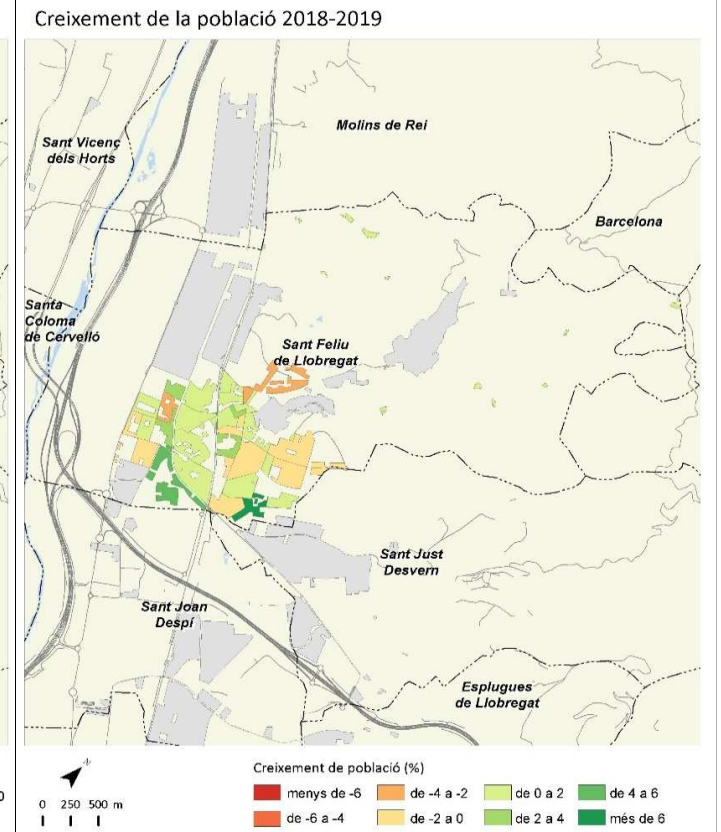 Creixement de la població 2018-2019
Molins de Rei
Sant Vicenç
dels Horts
Barcelona
Santa
Coloma
de Cervelló
Sant Feliu
de Llobregat
Sant Just
Desvern
Sant Joan
Despí
Esplugues
de Llobregat
N
0 250 500 m
Creixement de població (%)
menys de -6
de -4 a -2
de 0 a 2
de 4 a 6
de -6 a -4
de -2 a 0
de 2 a 4
més de 6